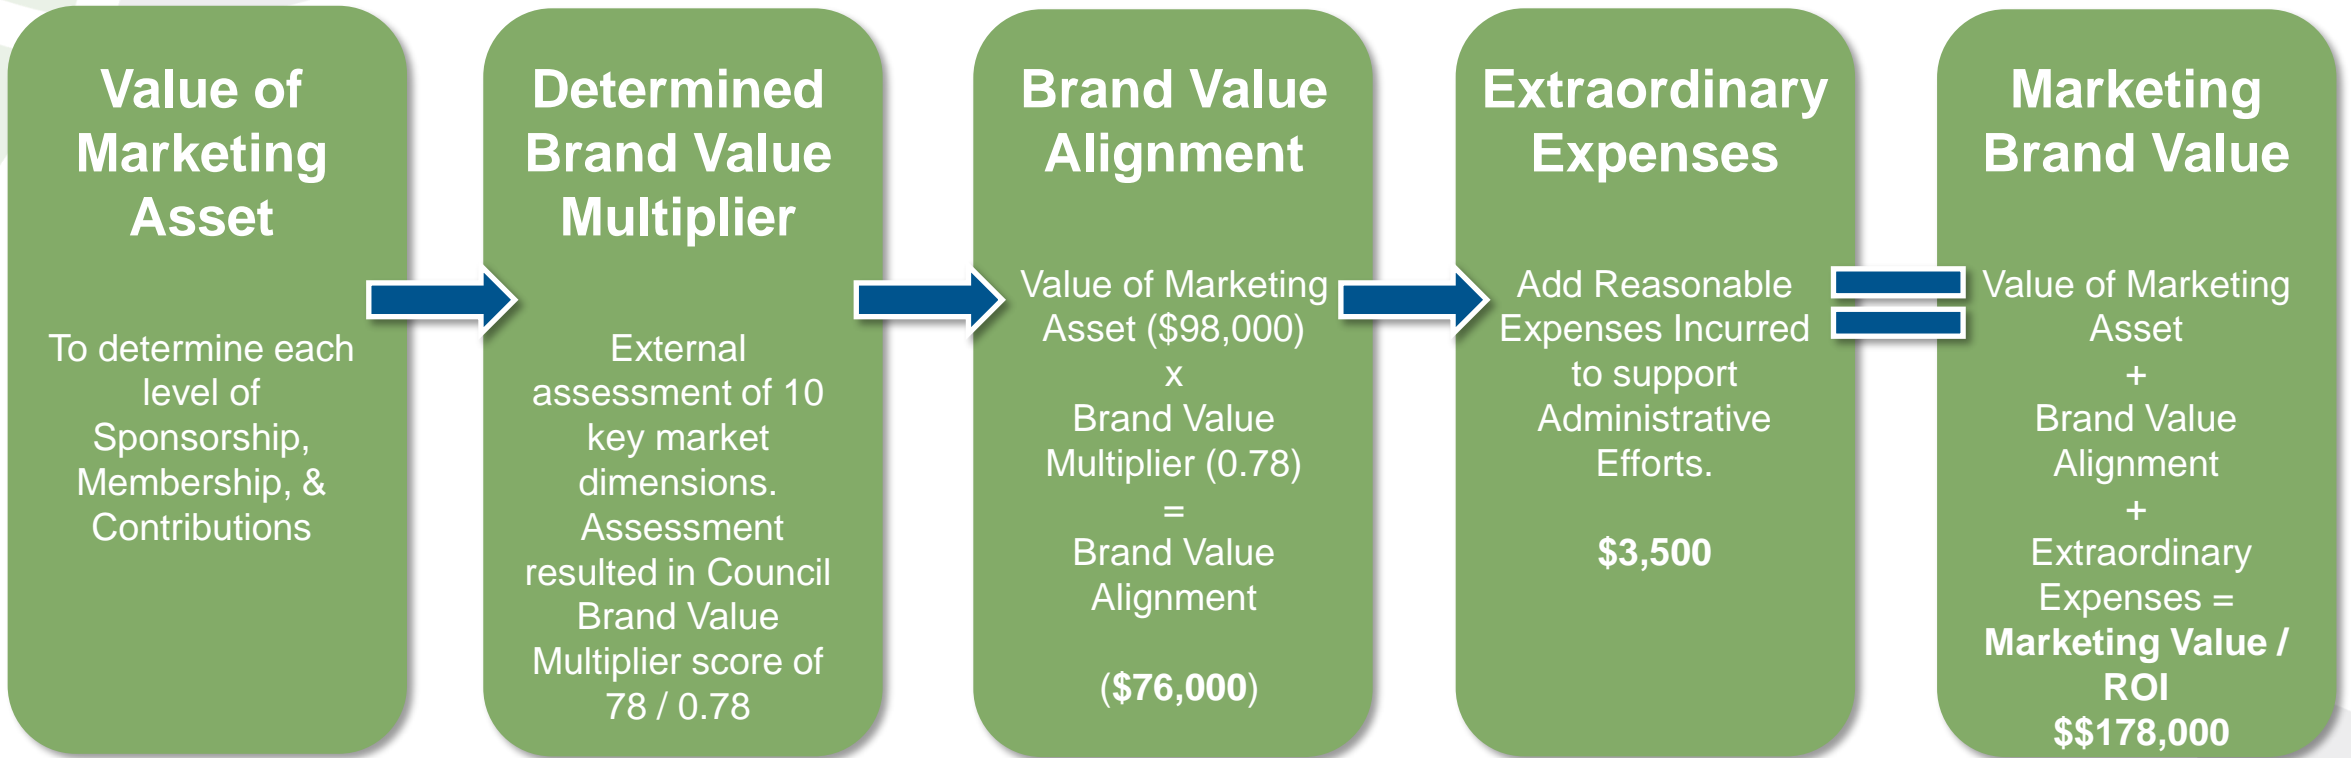 Value of
Marketing
Asset
To determine each
level of
Sponsorship,
Membership, &
Contributions
Determined
Brand Value
Multiplier
External
assessment of 10
key market
dimensions.
Assessment
resulted in Council
Brand Value
Multiplier score of
78 / 0.78
Brand Value
Alignment
Value of Marketing
Asset ($98,000)
x
Brand Value
Multiplier (0.78)
=
Brand Value
Alignment
($76,000)
Extraordinary
Expenses
Add Reasonable
Expenses Incurred
to support
Administrative
Efforts.
$3,500
Marketing
Brand Value
Value of Marketing
Asset
+
Brand Value
Alignment
+
Extraordinary
Expenses =
Marketing Value /
ROI
$$178,000